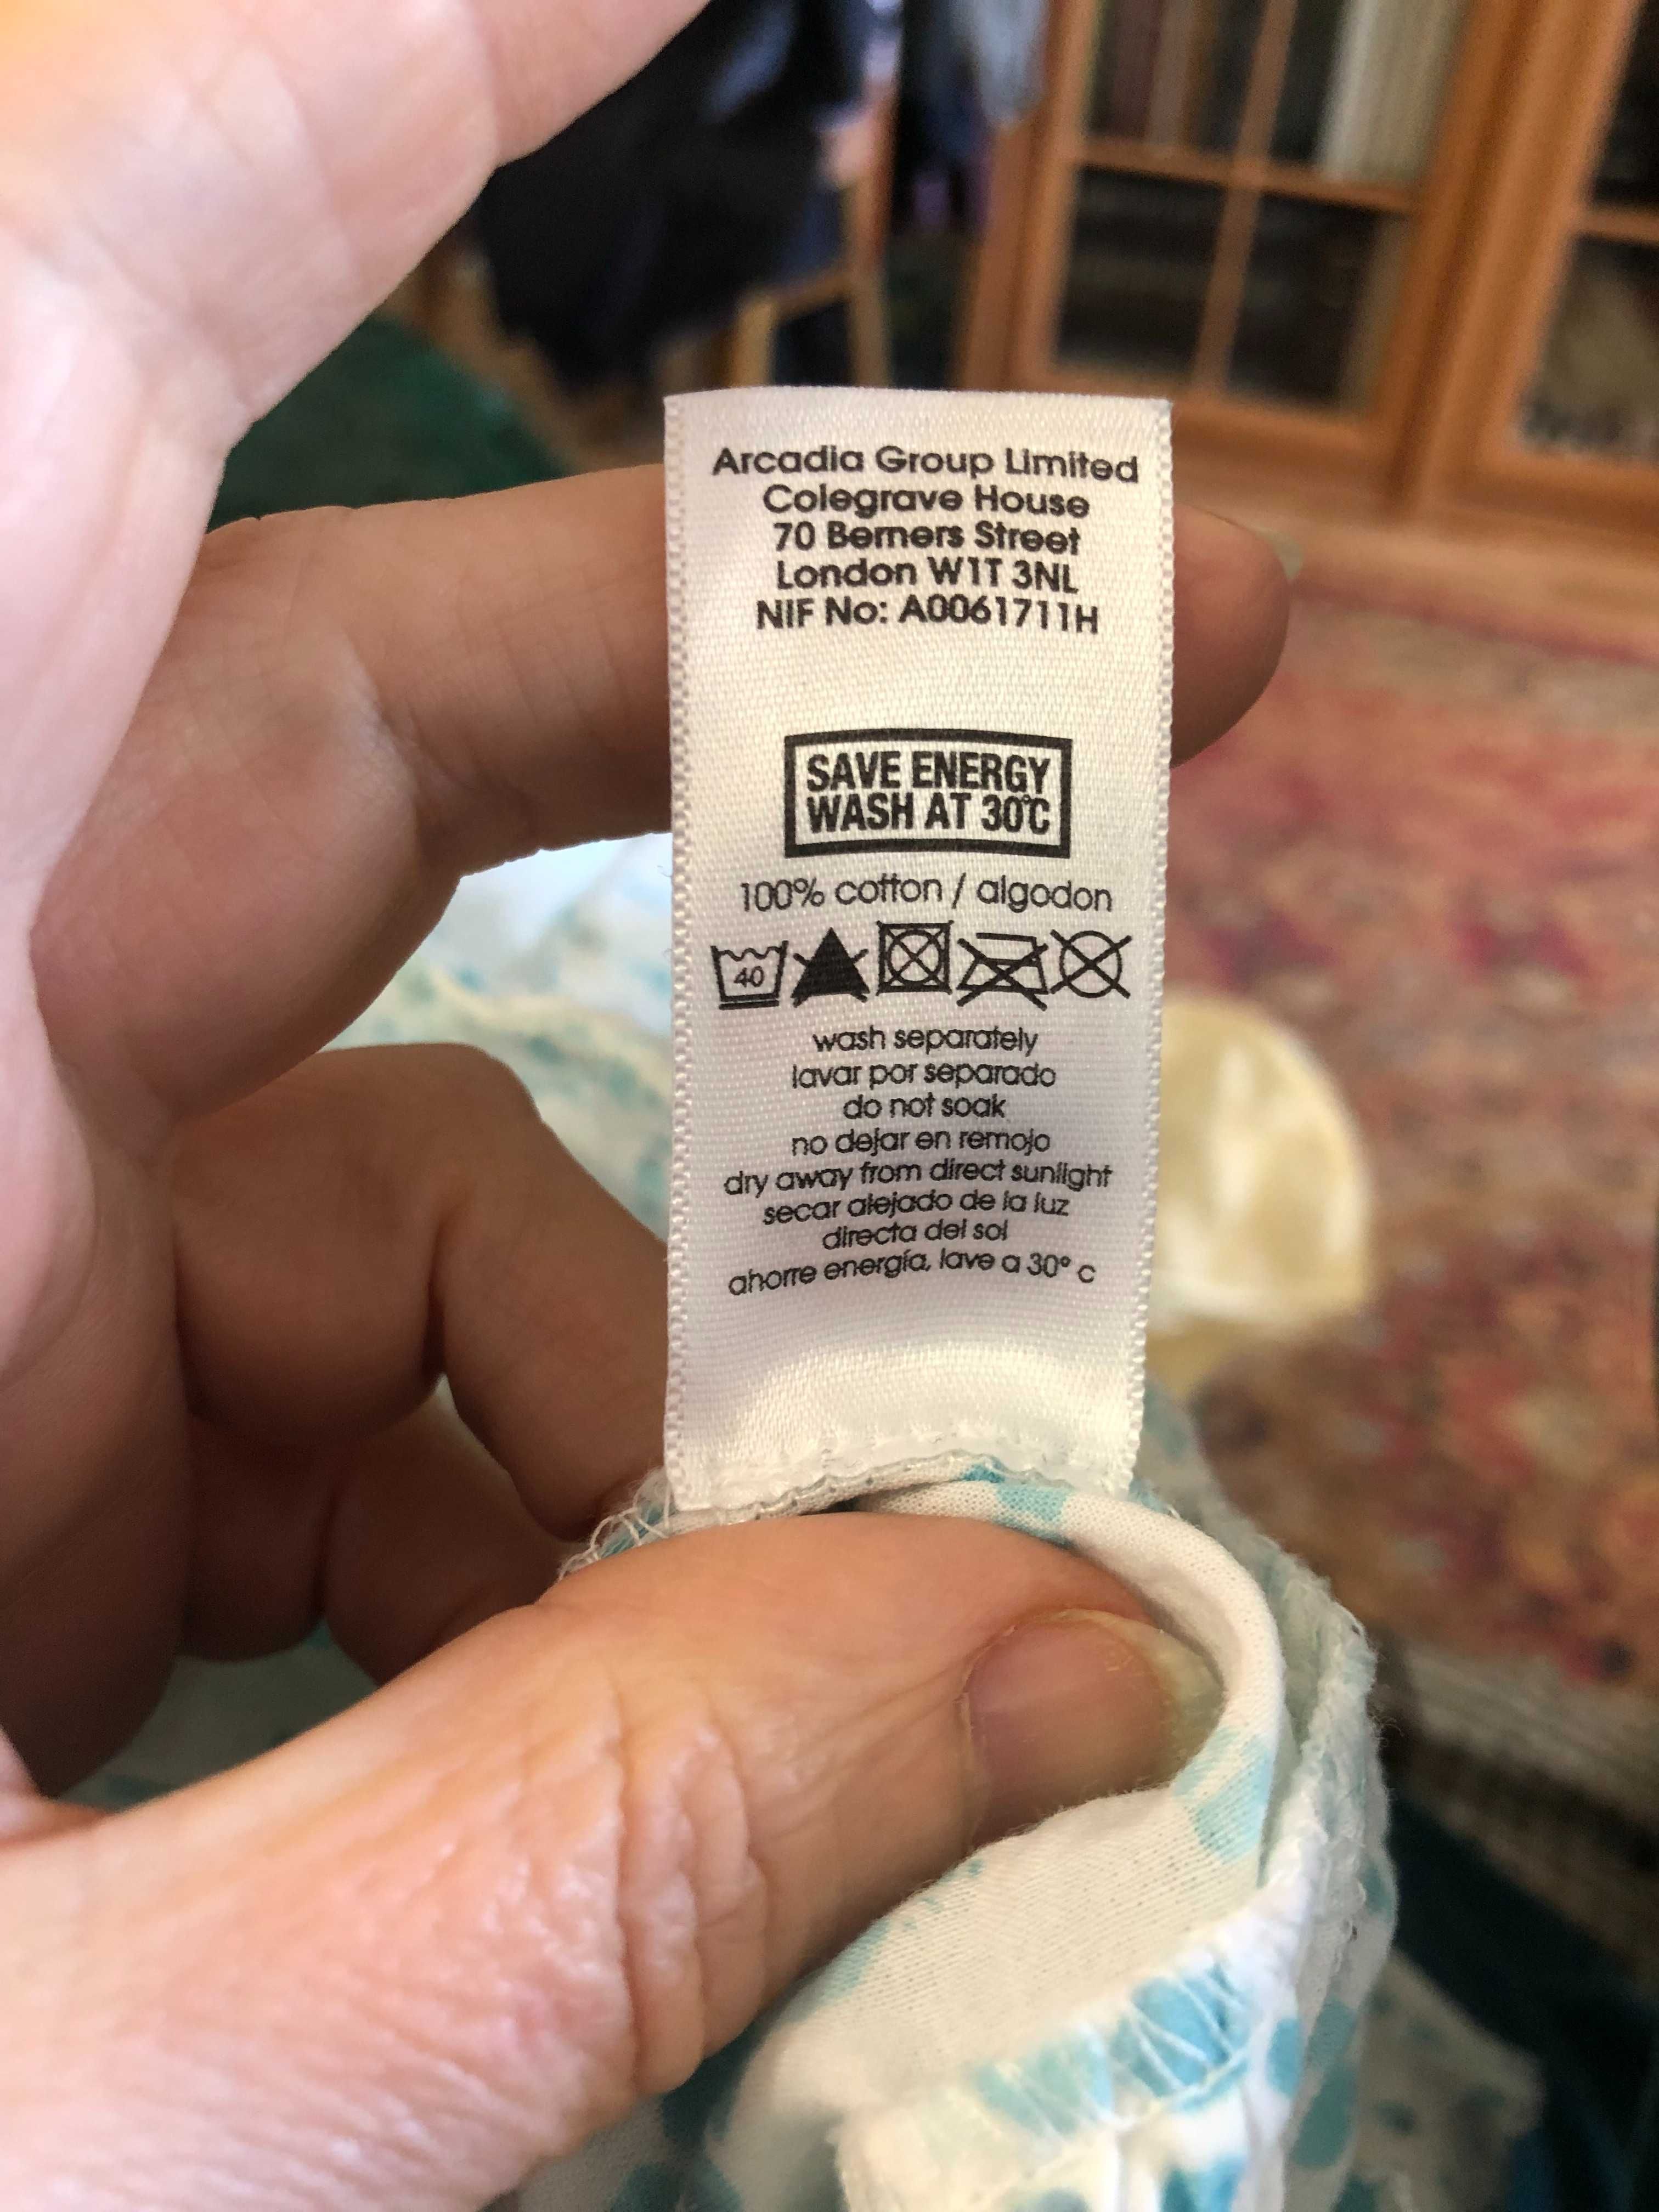 Arcadia Group Limited
Colegrave House
70 Berners Street
London W1T 3NL
NIF No: A0061711H
SAVE ENERGY
WASH AT 30°C
100% cotton / algodon
40
wash separately
lavar por separado
do not soak
no dejar en remojo
dry away from direct sunlight
secar alejado de la luz
directa del sol
ahorre energía, lave a 30° c